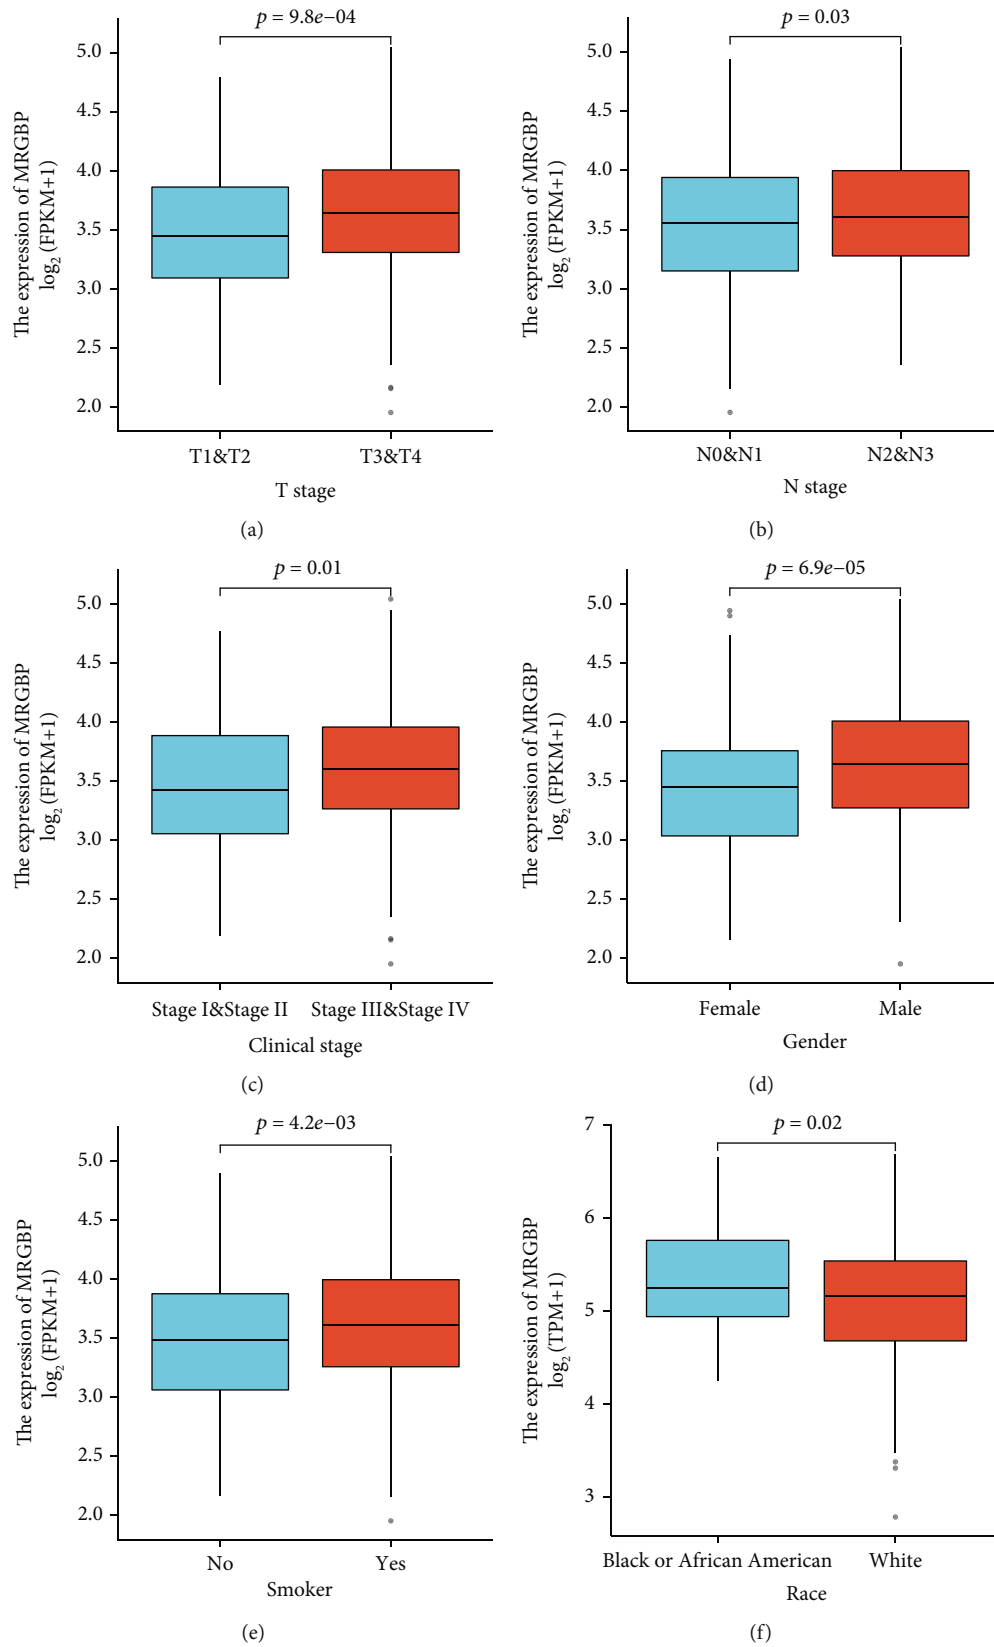 p = 9.8e−04
The expression of MRGBP
log₂ (FPKM+1)
5.0
4.5
4.0
3.5
3.0
2.5
2.0
T1&T2
T3&T4
T stage
(a)
p = 0.03
The expression of MRGBP
log₂ (FPKM+1)
5.0
4.5
4.0
3.5
3.0
2.5
2.0
N0&N1
N2&N3
N stage
(b)
p = 0.01
The expression of MRGBP
log₂ (FPKM+1)
5.0
4.5
4.0
3.5
3.0
2.5
2.0
Stage I&Stage II
Stage III&Stage IV
Clinical stage
(c)
p = 6.9e−05
The expression of MRGBP
log₂ (FPKM+1)
5.0
4.5
4.0
3.5
3.0
2.5
2.0
Female
Male
Gender
(d)
p = 4.2e−03
The expression of MRGBP
log₂ (FPKM+1)
5.0
4.5
4.0
3.5
3.0
2.5
2.0
No
Yes
Smoker
(e)
p = 0.02
The expression of MRGBP
log₂ (TPM+1)
7
6
5
4
3
Black or African American
White
Race
(f)